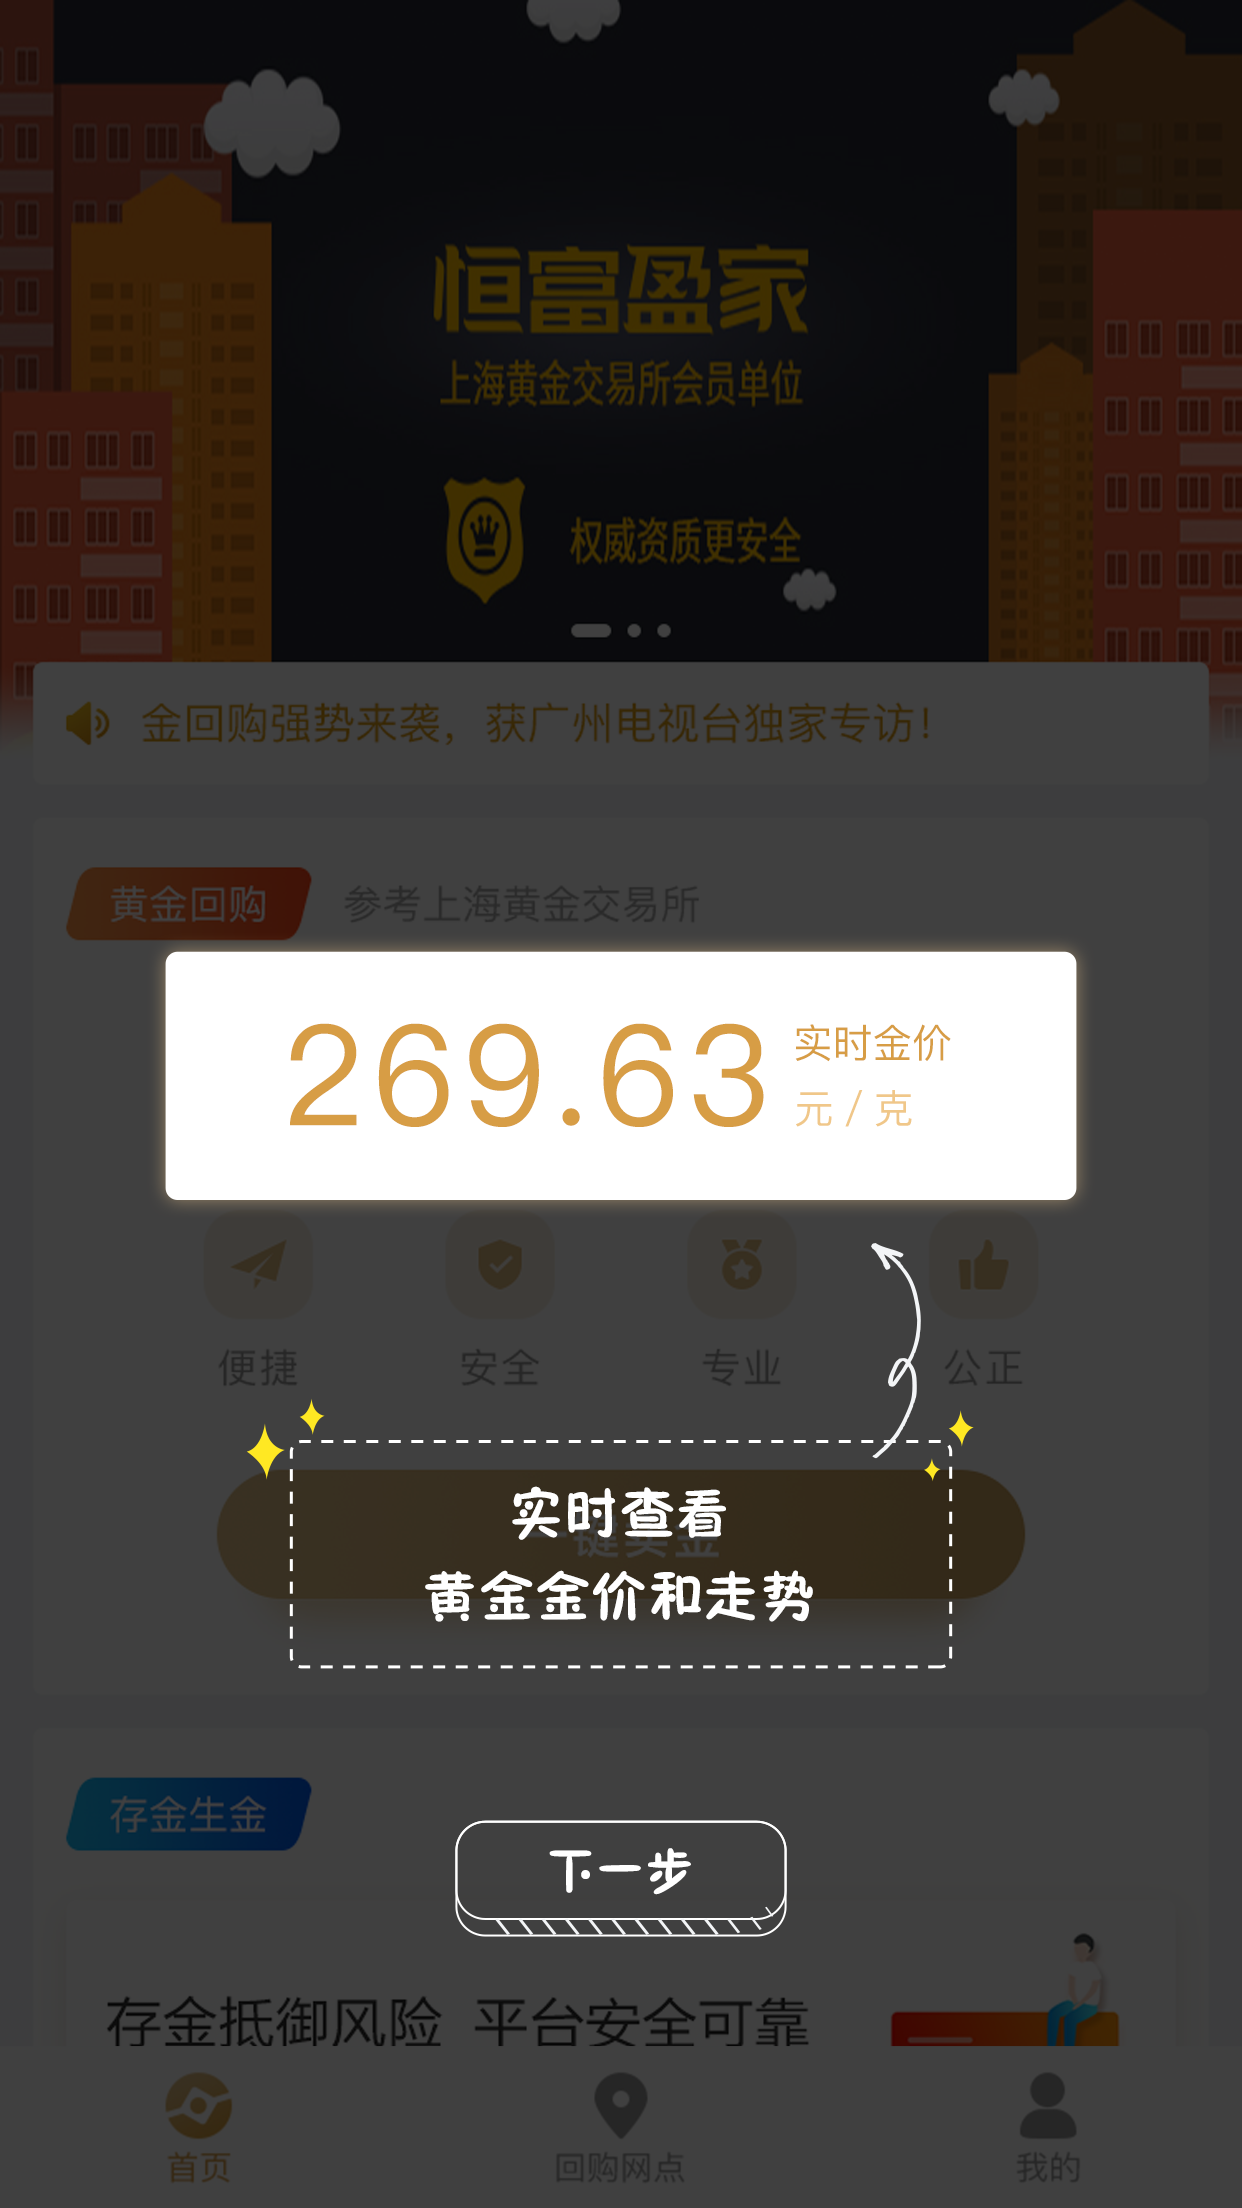 恒富盈家
上海黄金交易所会员单位
权威资质更安全
金回购强势来袭，获广州电视台独家专访！
黄金回购 参考上海黄金交易所
269.63 实时金价
元 / 克
便捷 安全 专业 公正
实时查看
一键卖金
黄金金价和走势
存金生金
下一步
存金抵御风险 平台安全可靠
首页 回购网点 我的